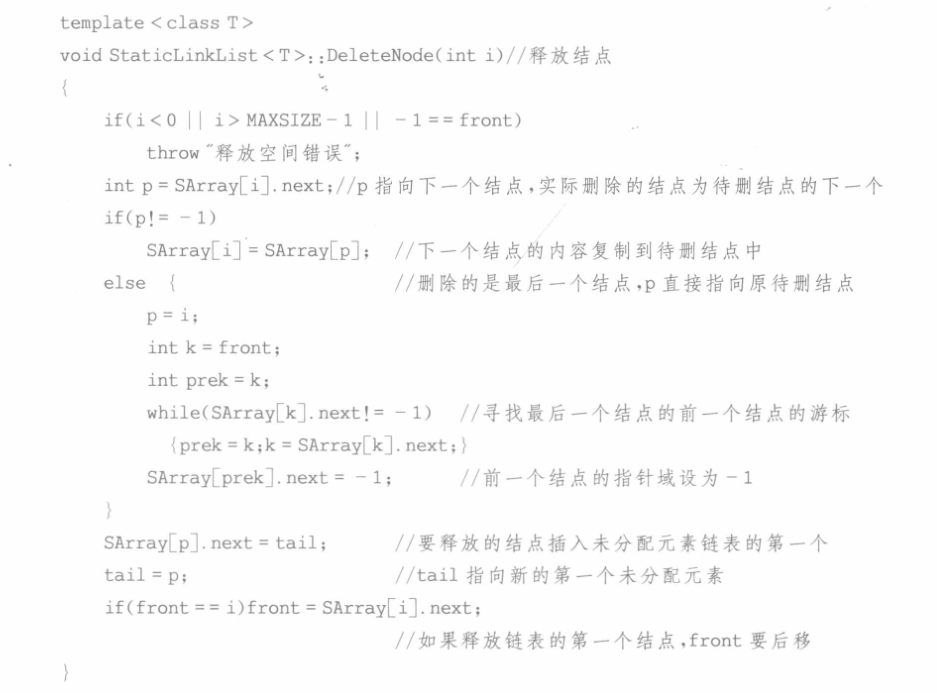 template <class T>
void StaticLinkList<T>::DeleteNode(int i)//释放结点
{
if(i<0 || i>MAXSIZE-1 || -1==front)
throw "释放空间错误";
int p=SArray[i].next;//p 指向下一个结点,实际删除的结点为待删结点的下一个
if(p!=-1)
SArray[i]=SArray[p]; //下一个结点的内容复制到待删结点中
else { //删除的是最后一个结点,p 直接指向原待删结点
p=i;
int k=front;
int prek=k;
while(SArray[k].next!=-1) //寻找最后一个结点的前一个结点的游标
{prek=k;k=SArray[k].next;}
SArray[prek].next=-1; //前一个结点的指针域设为-1
}
SArray[p].next=tail; //要释放的结点插入未分配元素链表的第一个
tail=p; //tail 指向新的第一个未分配元素
if(front==i)front=SArray[i].next;
//如果释放链表的第一个结点,front 要后移
}